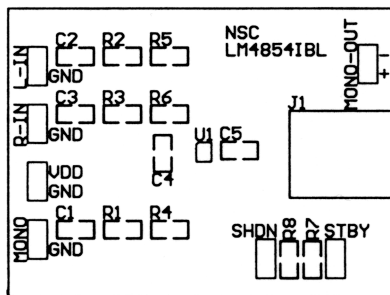 C2 R2 R5
NSC
LM4854IBL
L-IN
GND
MONO-OUT
-
+
C3 R3 R6
J1
R-IN
GND
U1 C5
VDD
GND
C4
C1 R1 R4
MONO
GND
SHDN R8 R7 STBY